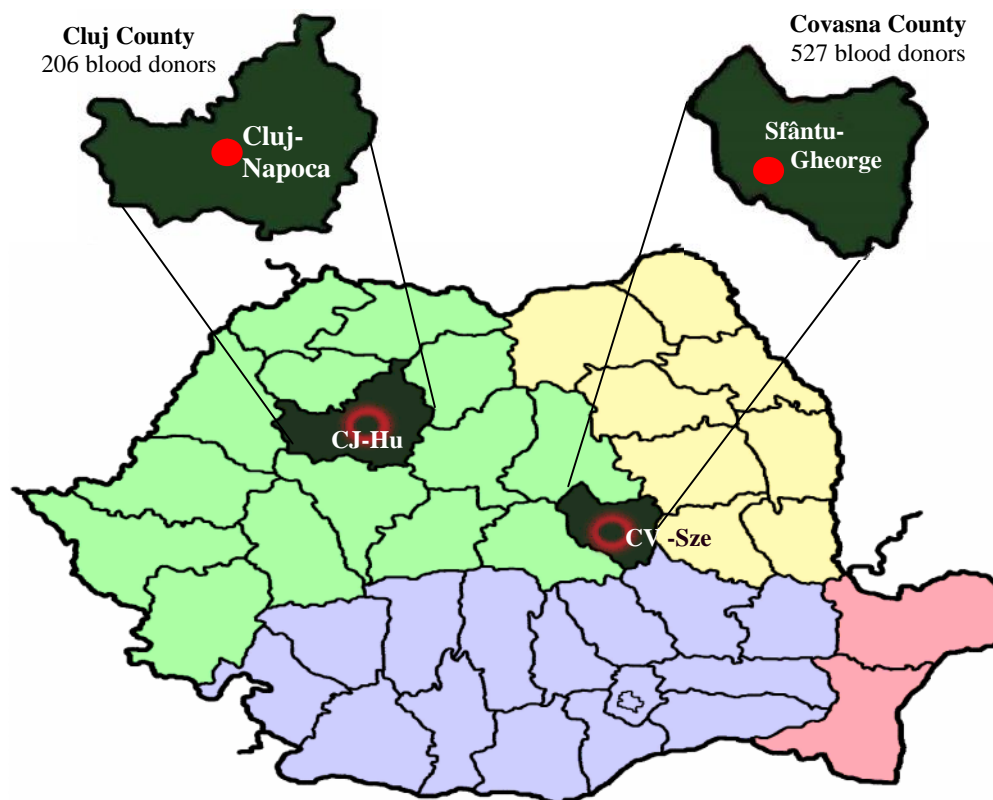 Cluj County
206 blood donors
Covasna County
527 blood donors
Cluj-
Napoca
Sfântu-
Gheorge
CJ-Hu
CV -Sze